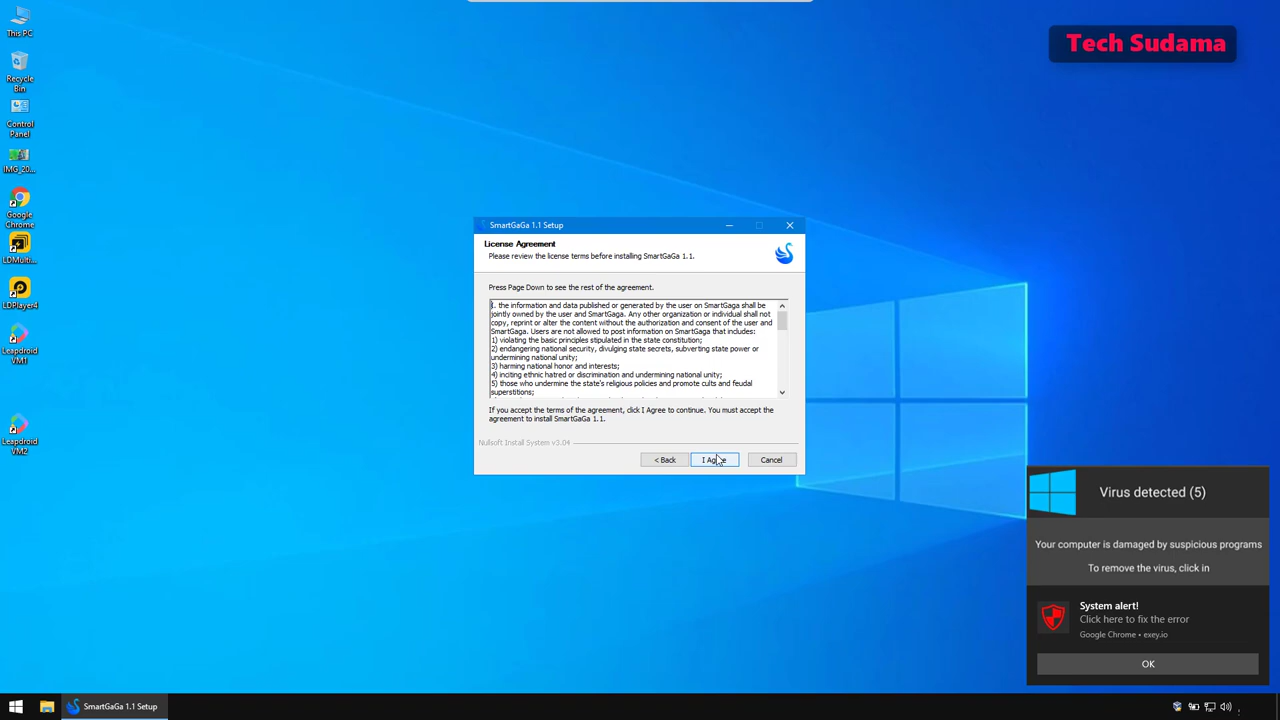 This PC
Recycle
Bin
Control
Panel
IMG_20...
Google
Chrome
LDMulti...
LDPlayer4
Leapdroid
VM1
Leapdroid
VM2
Tech Sudama
SmartGaGa 1.1 Setup
License Agreement
Please review the license terms before installing SmartGaGa 1.1.
Press Page Down to see the rest of the agreement.
1. the information and data published or generated by the user on SmartGaga shall be
jointly owned by the user and SmartGaga. Any other organization or individual shall not
copy, reprint or alter the content without the authorization and consent of the user and
SmartGaga. Users are not allowed to post information on SmartGaga that includes:
1) violating the basic principles stipulated in the state constitution;
2) endangering national security, divulging state secrets, subverting state power or
undermining national unity;
3) harming national honor and interests;
4) inciting ethnic hatred or discrimination and undermining national unity;
5) those who undermine the state's religious policies and promote cults and feudal
superstitions;
If you accept the terms of the agreement, click I Agree to continue. You must accept the
agreement to install SmartGaGa 1.1.
Nullsoft Install System v3.04
< Back
I Agree
Cancel
Virus detected (5)
Your computer is damaged by suspicious programs
To remove the virus, click in
System alert!
Click here to fix the error
Google Chrome • exey.io
OK
SmartGaGa 1.1 Setup